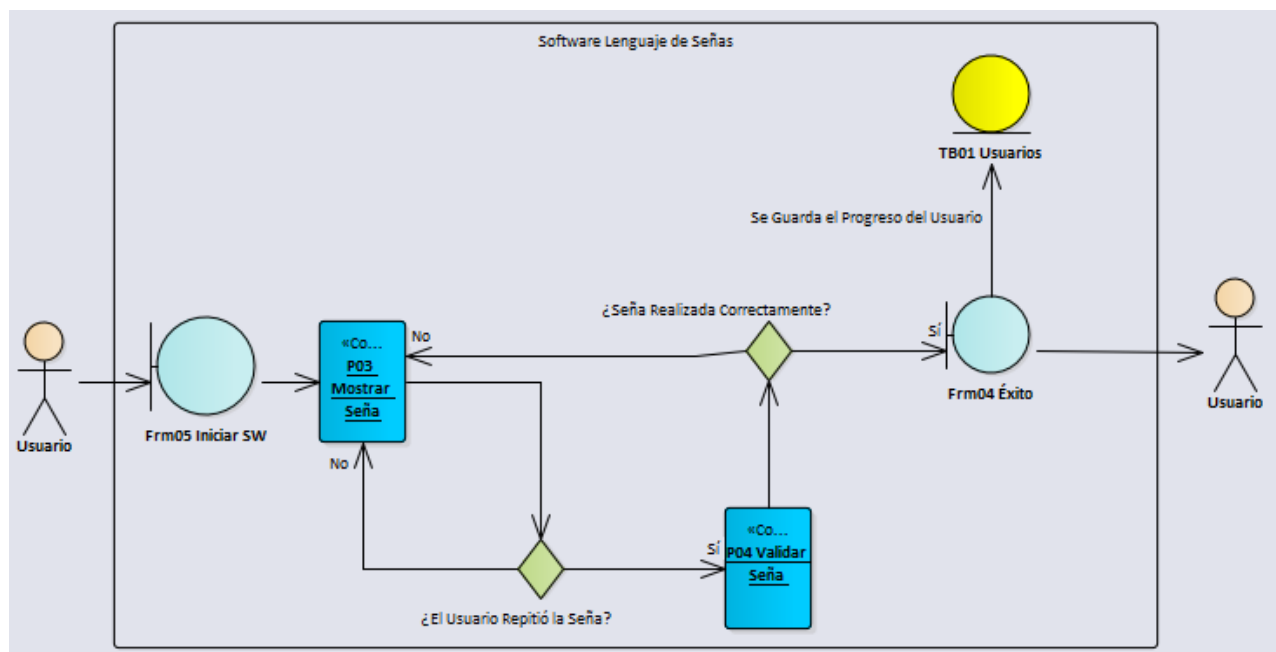 Software Lenguaje de Señas
TB01 Usuarios
Se Guarda el Progreso del Usuario
¿Seña Realizada Correctamente?
No
Sí
«Co...
P03
Mostrar
Seña
Frm04 Éxito
Usuario
Usuario
Frm05 Iniciar SW
No
«Co...
Sí
P04 Validar
Seña
¿El Usuario Repitió la Seña?